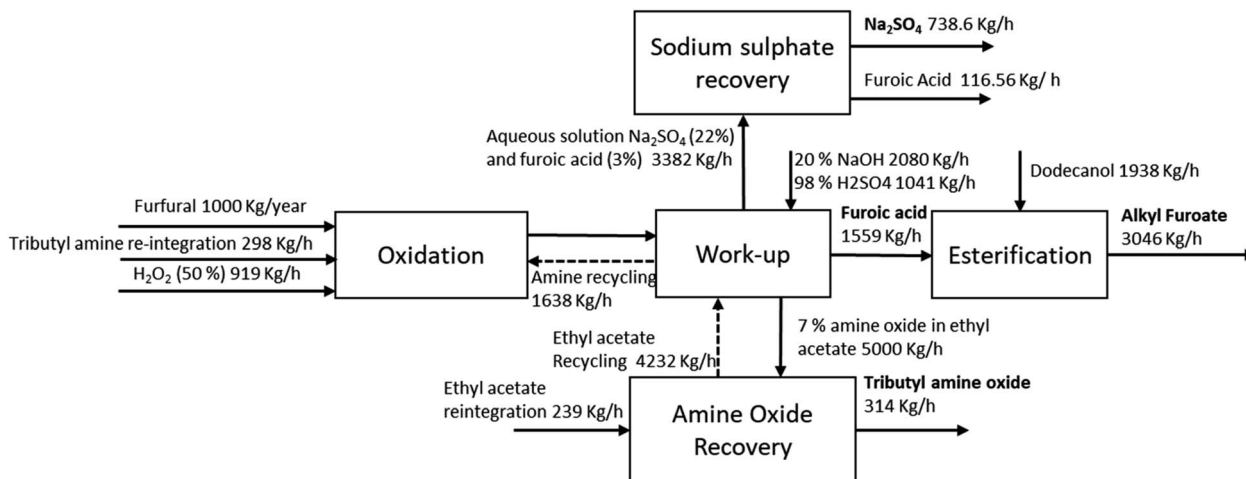 Na₂SO₄ 738.6 Kg/h
Sodium sulphate
recovery
Furoic Acid 116.56 Kg/ h
Aqueous solution Na₂SO₄ (22%)
and furoic acid (3%) 3382 Kg/h
20 % NaOH 2080 Kg/h
98 % H2SO4 1041 Kg/h
Dodecanol 1938 Kg/h
Furfural 1000 Kg/year
Tributyl amine re-integration 298 Kg/h
H₂O₂ (50 %) 919 Kg/h
Oxidation
Amine recycling
1638 Kg/h
Work-up
Furoic acid
1559 Kg/h
Esterification
Alkyl Furoate
3046 Kg/h
Ethyl acetate
Recycling 4232 Kg/h
7 % amine oxide in ethyl
acetate 5000 Kg/h
Ethyl acetate
reintegration 239 Kg/h
Amine Oxide
Recovery
Tributyl amine oxide
314 Kg/h